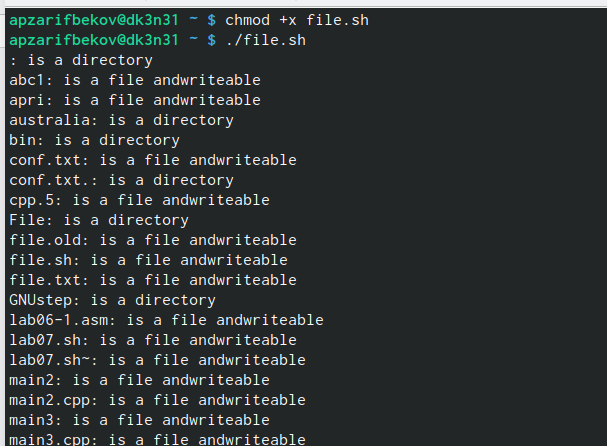 apzarifbekov@dk3n31 ~ $ chmod +x file.sh
apzarifbekov@dk3n31 ~ $ ./file.sh
: is a directory
abc1: is a file andwriteable
apri: is a file andwriteable
australia: is a directory
bin: is a directory
conf.txt: is a file andwriteable
conf.txt.: is a directory
cpp.5: is a file andwriteable
File: is a directory
file.old: is a file andwriteable
file.sh: is a file andwriteable
file.txt: is a file andwriteable
GNUstep: is a directory
lab06-1.asm: is a file andwriteable
lab07.sh: is a file andwriteable
lab07.sh~: is a file andwriteable
main2: is a file andwriteable
main2.cpp: is a file andwriteable
main3: is a file andwriteable
main3.cpp: is a file andwriteable